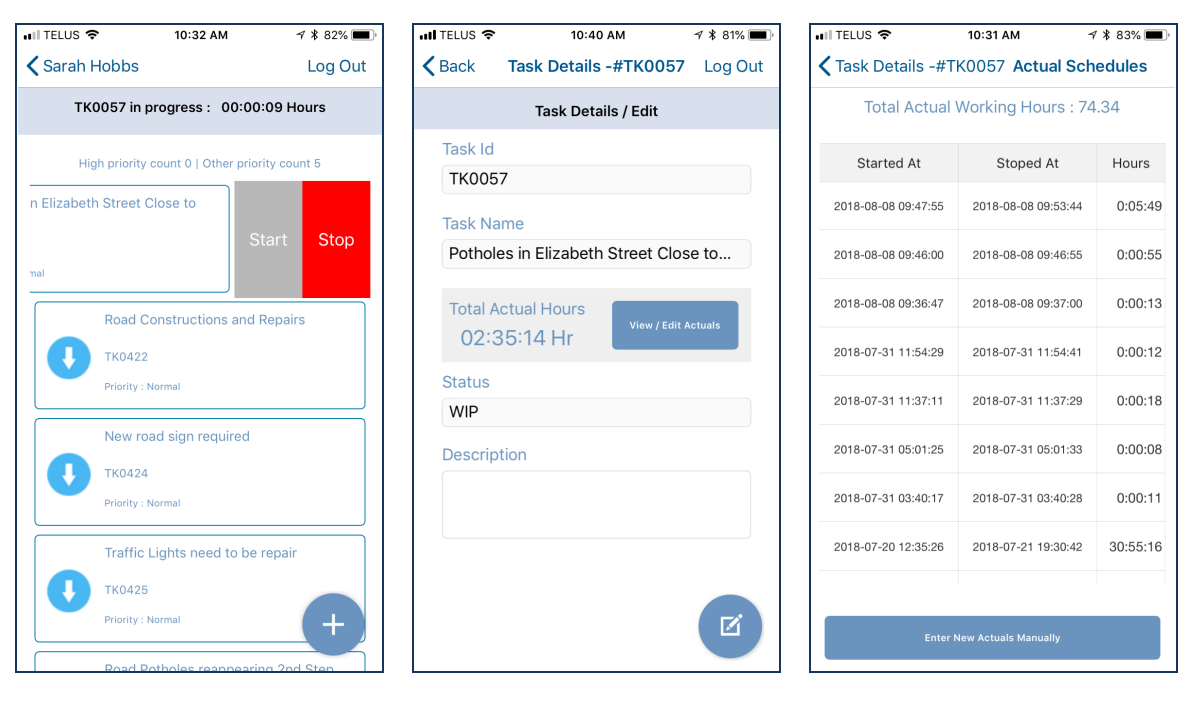 TELUS 10:32 AM 82%
Sarah Hobbs Log Out
TK0057 in progress : 00:00:09 Hours
High priority count 0 | Other priority count 5
n Elizabeth Street Close to
Start Stop
mal
Road Constructions and Repairs
TK0422
Priority : Normal
New road sign required
TK0424
Priority : Normal
Traffic Lights need to be repair
TK0425
Priority : Normal
Road Potholes reappearing 2nd Step
TELUS 10:40 AM 81%
Back Task Details -#TK0057 Log Out
Task Details / Edit
Task Id
TK0057
Task Name
Potholes in Elizabeth Street Close to...
Total Actual Hours
02:35:14 Hr
View / Edit Actuals
Status
WIP
Description
TELUS 10:31 AM 83%
Task Details -#TK0057 Actual Schedules
Total Actual Working Hours : 74.34
Started At Stoped At Hours
2018-08-08 09:47:55 2018-08-08 09:53:44 0:05:49
2018-08-08 09:46:00 2018-08-08 09:46:55 0:00:55
2018-08-08 09:36:47 2018-08-08 09:37:00 0:00:13
2018-07-31 11:54:29 2018-07-31 11:54:41 0:00:12
2018-07-31 11:37:11 2018-07-31 11:37:29 0:00:18
2018-07-31 05:01:25 2018-07-31 05:01:33 0:00:08
2018-07-31 03:40:17 2018-07-31 03:40:28 0:00:11
2018-07-20 12:35:26 2018-07-21 19:30:42 30:55:16
Enter New Actuals Manually